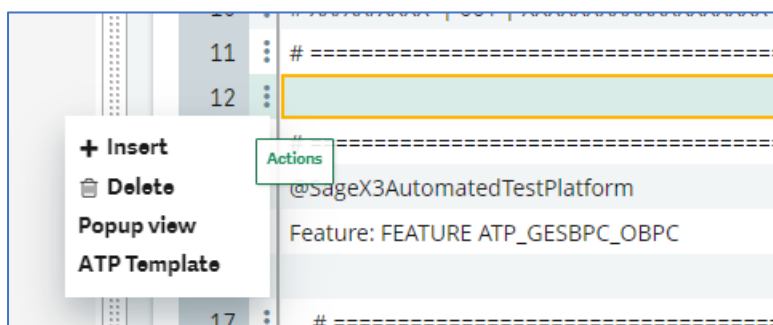 11 # ====================================
12
+ Insert
Actions
Delete
@SageX3AutomatedTestPlatform
Popup view
Feature: FEATURE ATP_GESBPC_OBPC
ATP Template
17 # ==================================